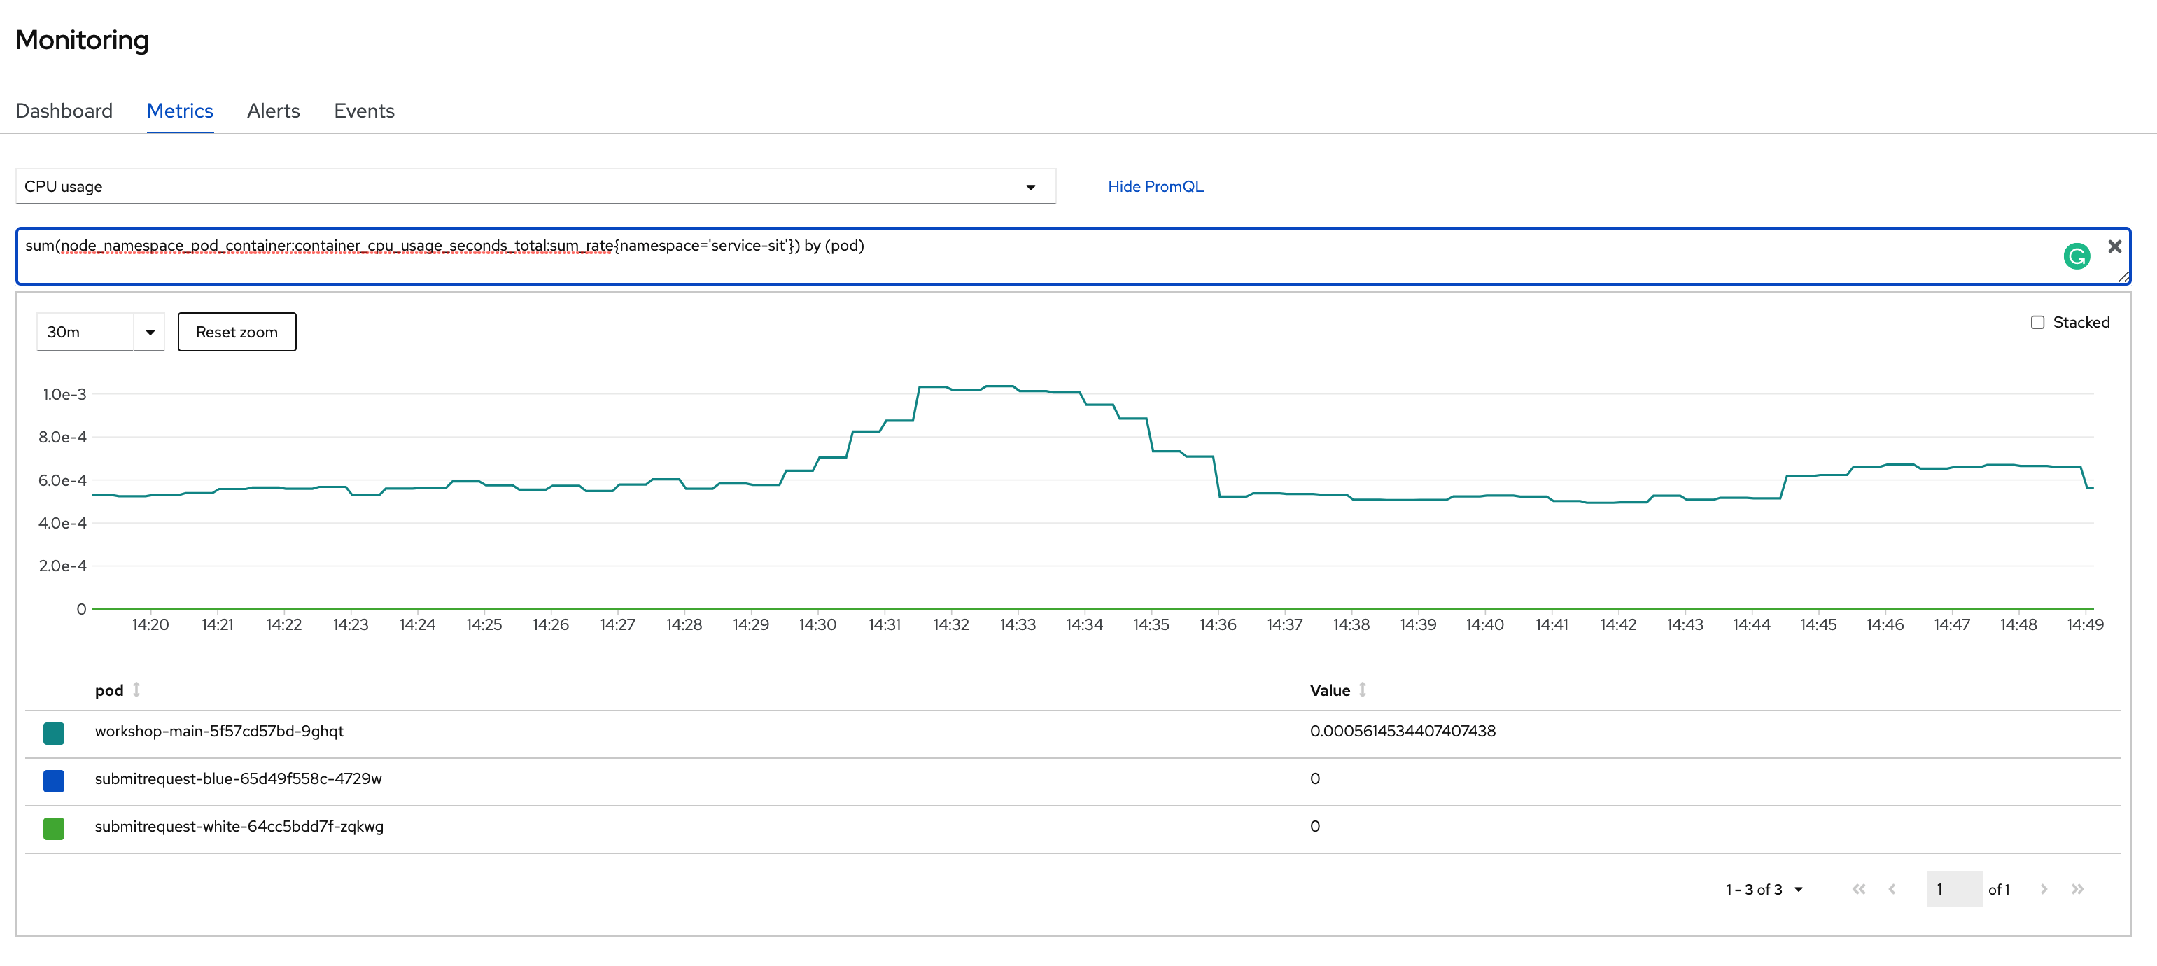 Monitoring
Dashboard Metrics Alerts Events
CPU usage Hide PromQL
sum(node_namespace_pod_container:container_cpu_usage_seconds_total:sum_rate{namespace='service-sit'}) by (pod)
30m Reset zoom Stacked
1.0e-3
8.0e-4
6.0e-4
4.0e-4
2.0e-4
0
14:20 14:21 14:22 14:23 14:24 14:25 14:26 14:27 14:28 14:29 14:30 14:31 14:32 14:33 14:34 14:35 14:36 14:37 14:38 14:39 14:40 14:41 14:42 14:43 14:44 14:45 14:46 14:47 14:48 14:49
pod Value
workshop-main-5f57cd57bd-9ghqt 0.0005614534407407438
submitrequest-blue-65d49f558c-4729w 0
submitrequest-white-64cc5bdd7f-zqkwg 0
1 - 3 of 3 1 of 1